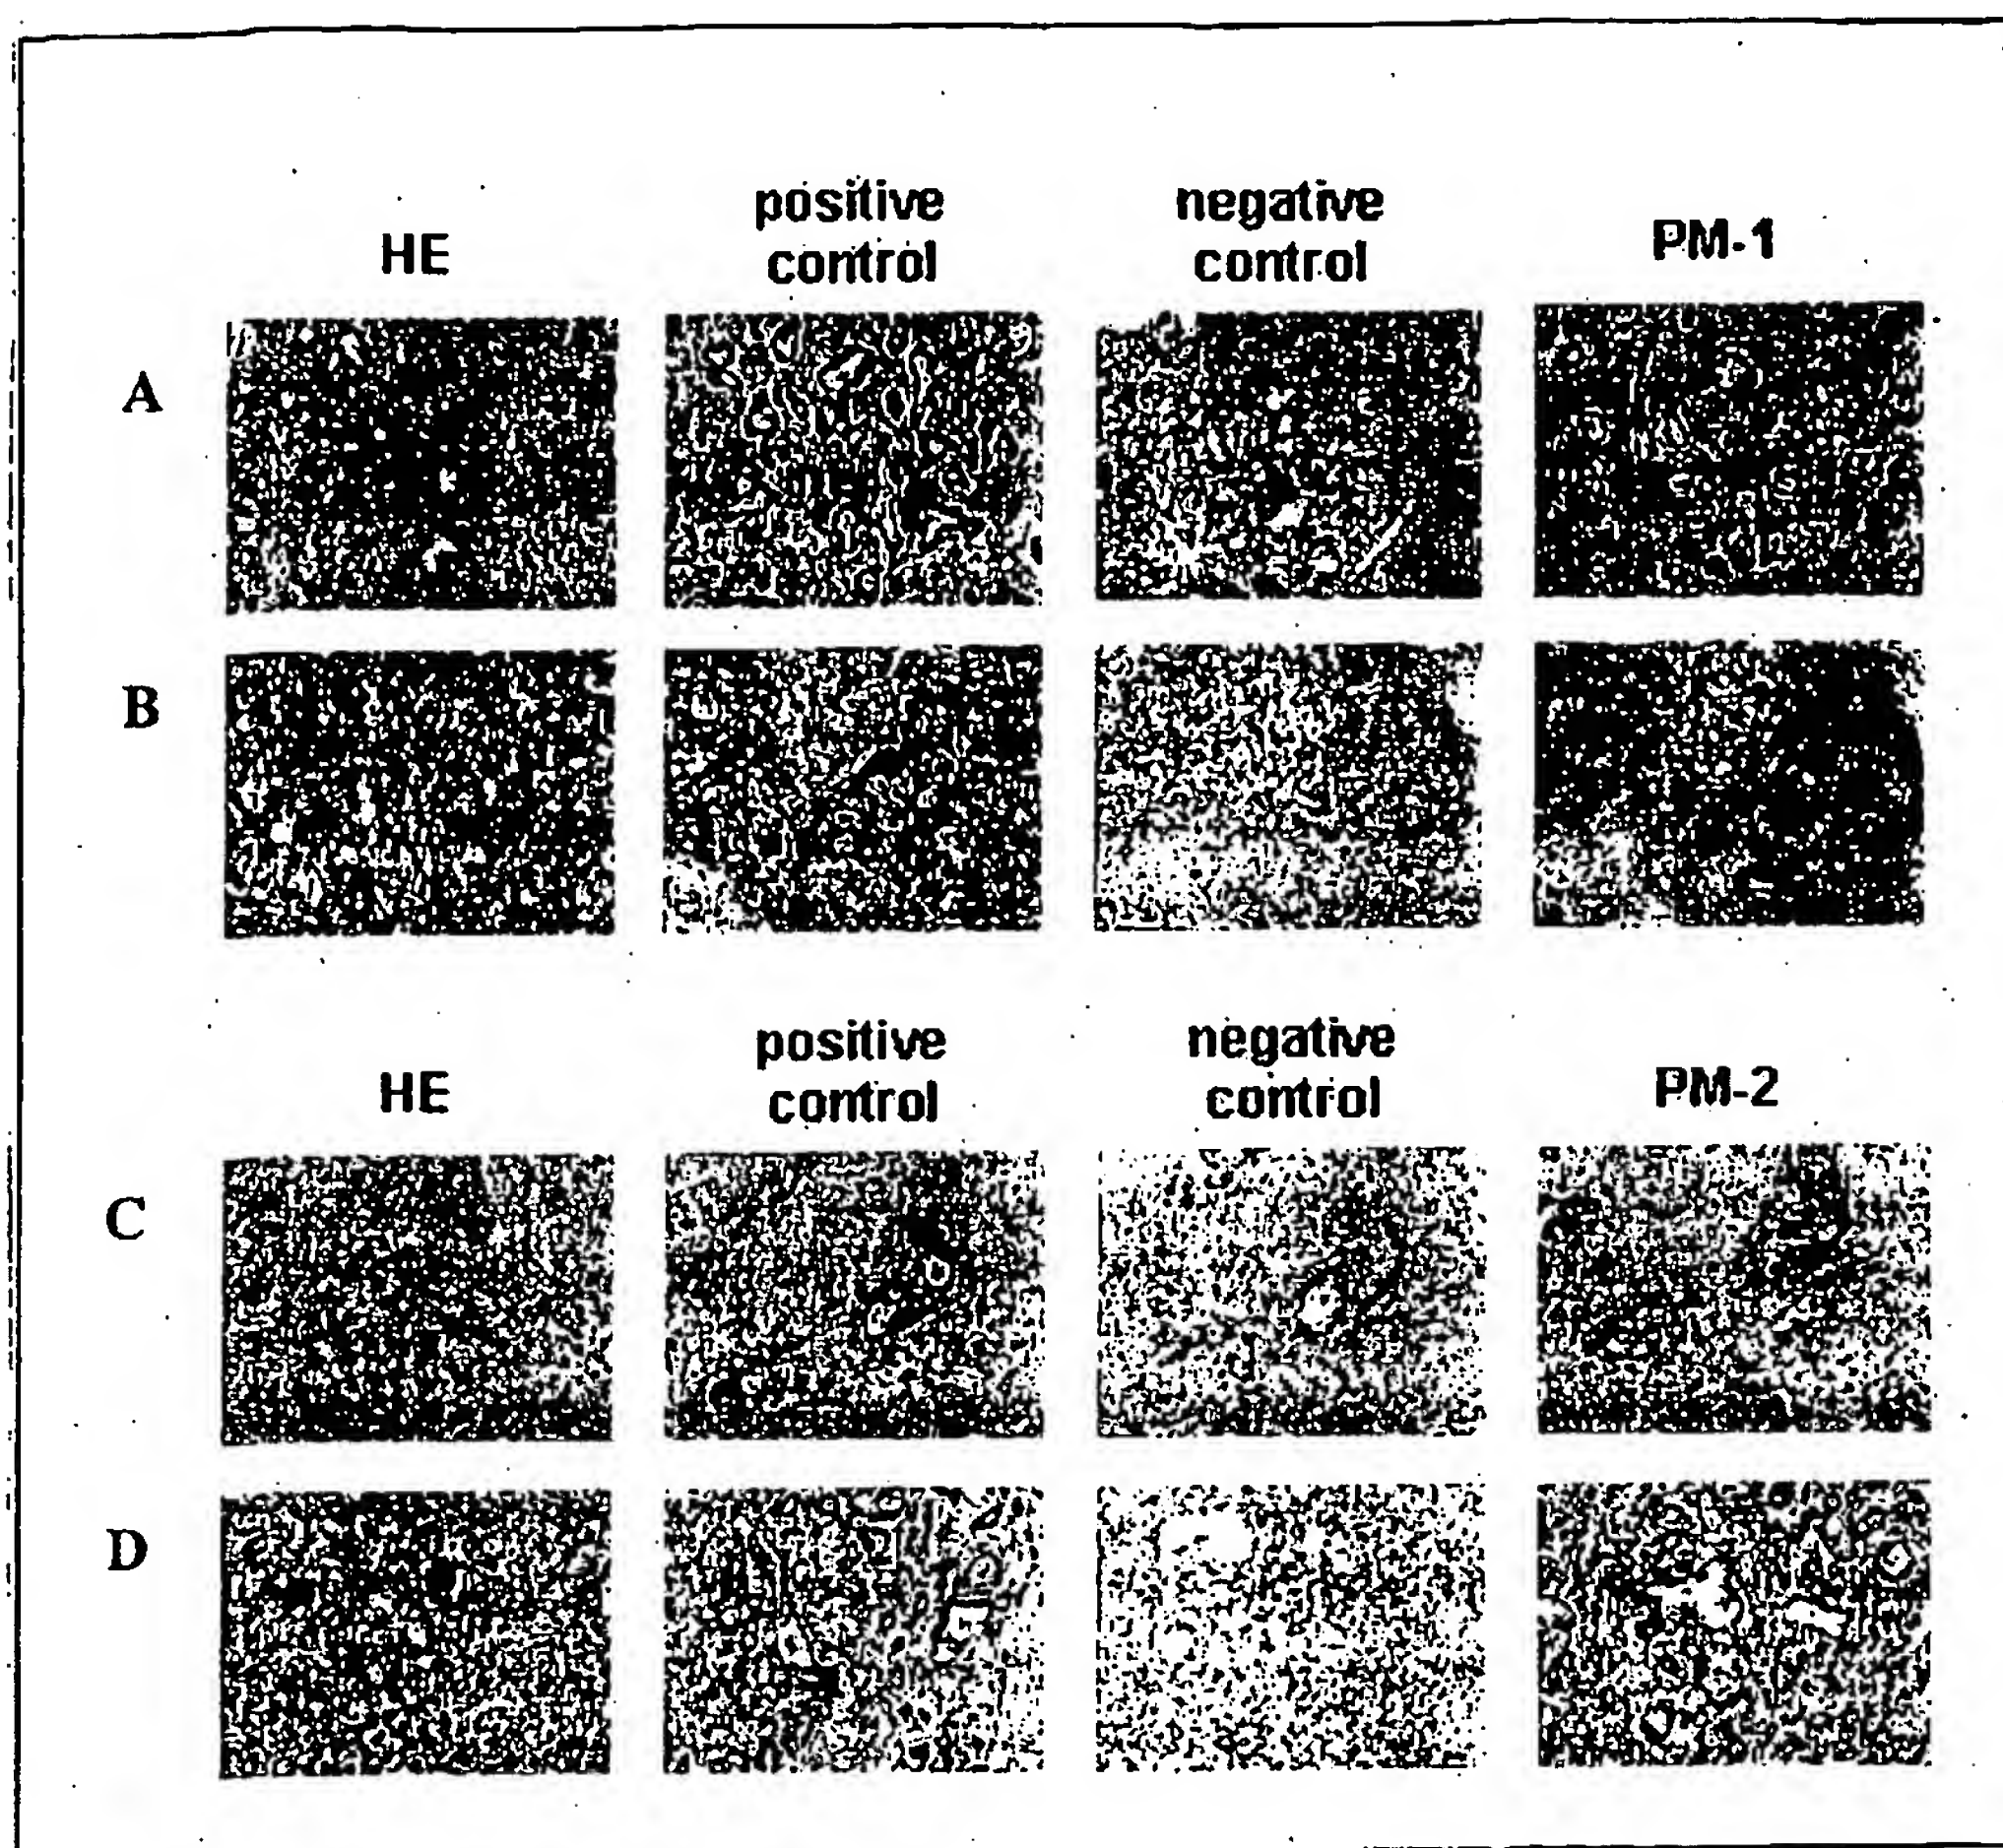 HE
positive
control
negative
control
PM-1
A
B
HE
positive
control
negative
control
PM-2
C
D